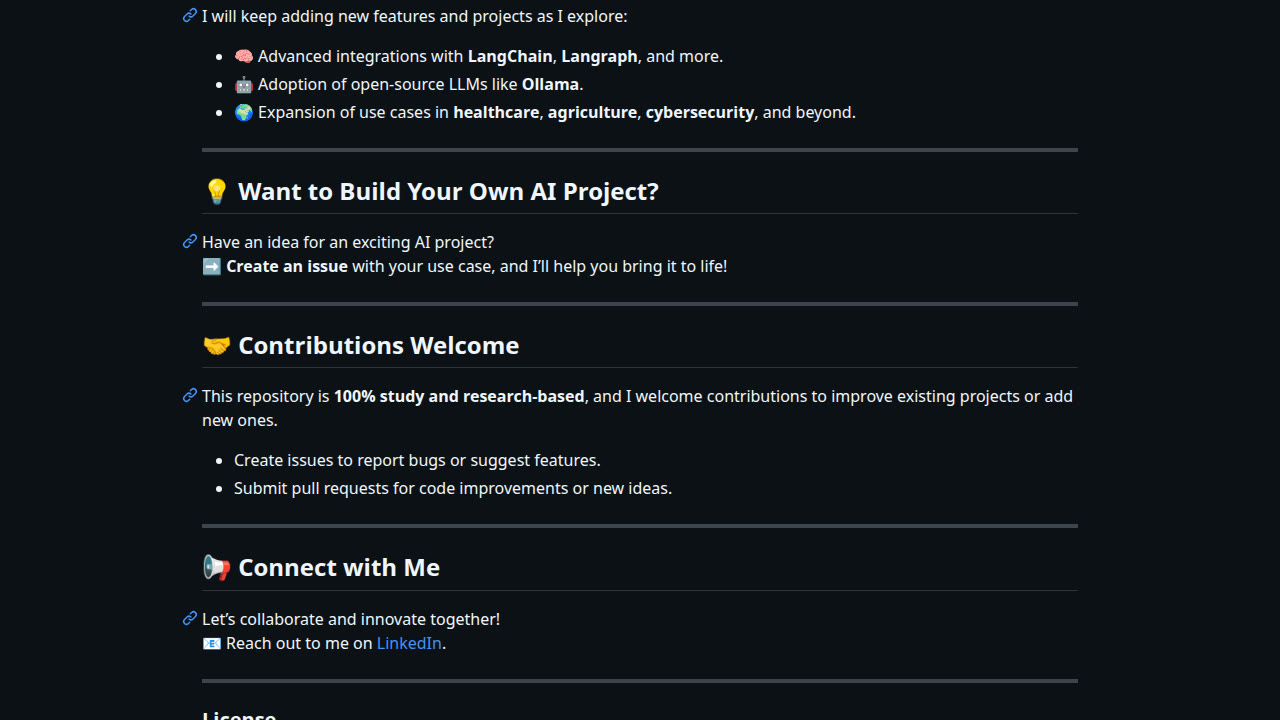 I will keep adding new features and projects as I explore:
🧠 Advanced integrations with LangChain, Langraph, and more.
🤖 Adoption of open-source LLMs like Ollama.
🌍 Expansion of use cases in healthcare, agriculture, cybersecurity, and beyond.
💡 Want to Build Your Own AI Project?
Have an idea for an exciting AI project?
➡️ Create an issue with your use case, and I’ll help you bring it to life!
🤝 Contributions Welcome
This repository is 100% study and research-based, and I welcome contributions to improve existing projects or add
new ones.
Create issues to report bugs or suggest features.
Submit pull requests for code improvements or new ideas.
📢 Connect with Me
Let’s collaborate and innovate together!
📧 Reach out to me on LinkedIn.
License